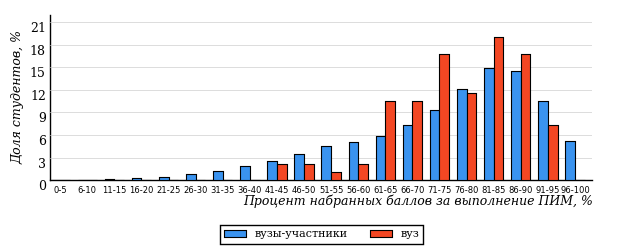 Доля студентов, %
21
18
15
12
9
6
3
0
0-5 6-10 11-15 16-20 21-25 26-30 31-35 36-40 41-45 46-50 51-55 56-60 61-65 66-70 71-75 76-80 81-85 86-90 91-95 96-100
Процент набранных баллов за выполнение ПИМ, %
вузы-участники вуз